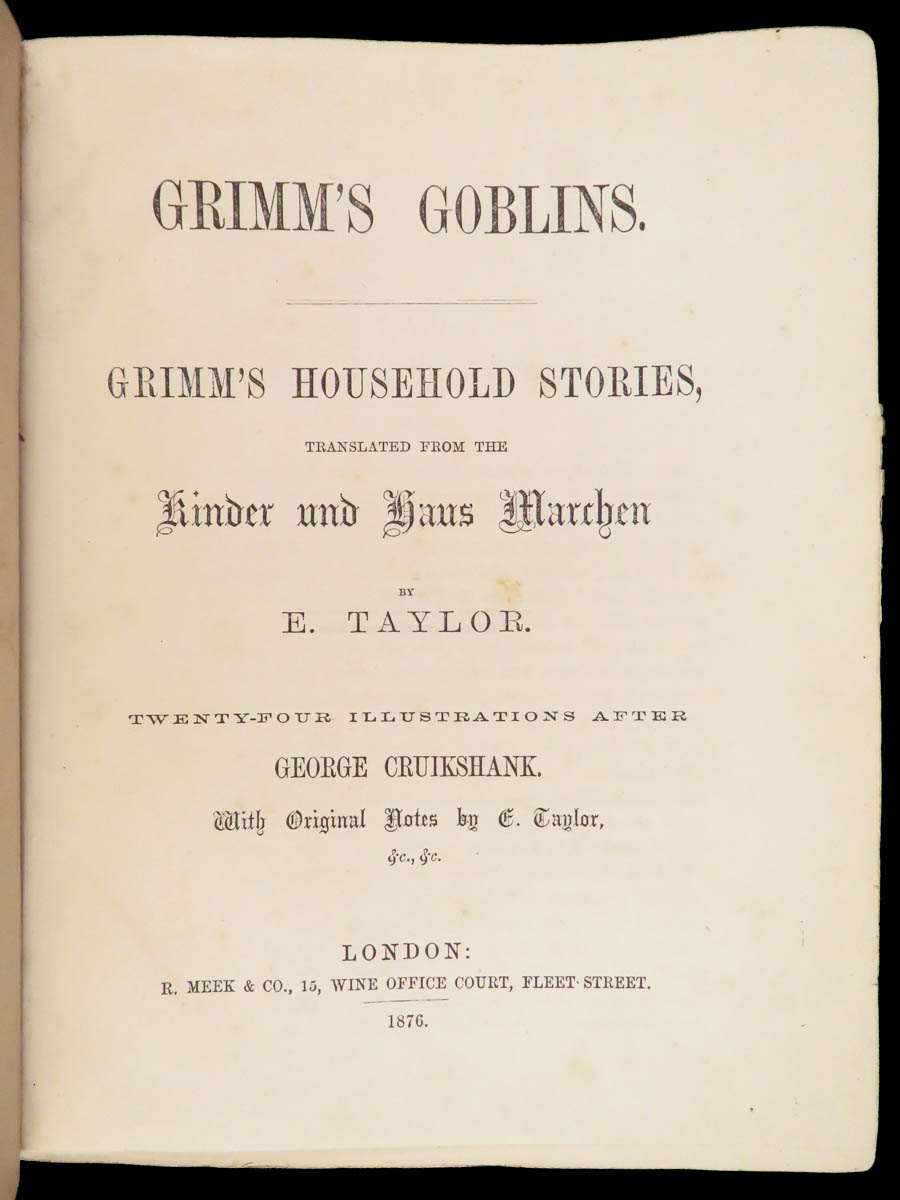 GRIMM'S GOBLINS.
GRIMM'S HOUSEHOLD STORIES,
TRANSLATED FROM THE
Kinder und Haus Marchen
BY
E. TAYLOR.
TWENTY-FOUR ILLUSTRATIONS AFTER
GEORGE CRUIKSHANK.
With Original Notes by E. Taylor,
&c., &c.
LONDON:
R. MEEK & CO., 15, WINE OFFICE COURT, FLEET-STREET.
1876.